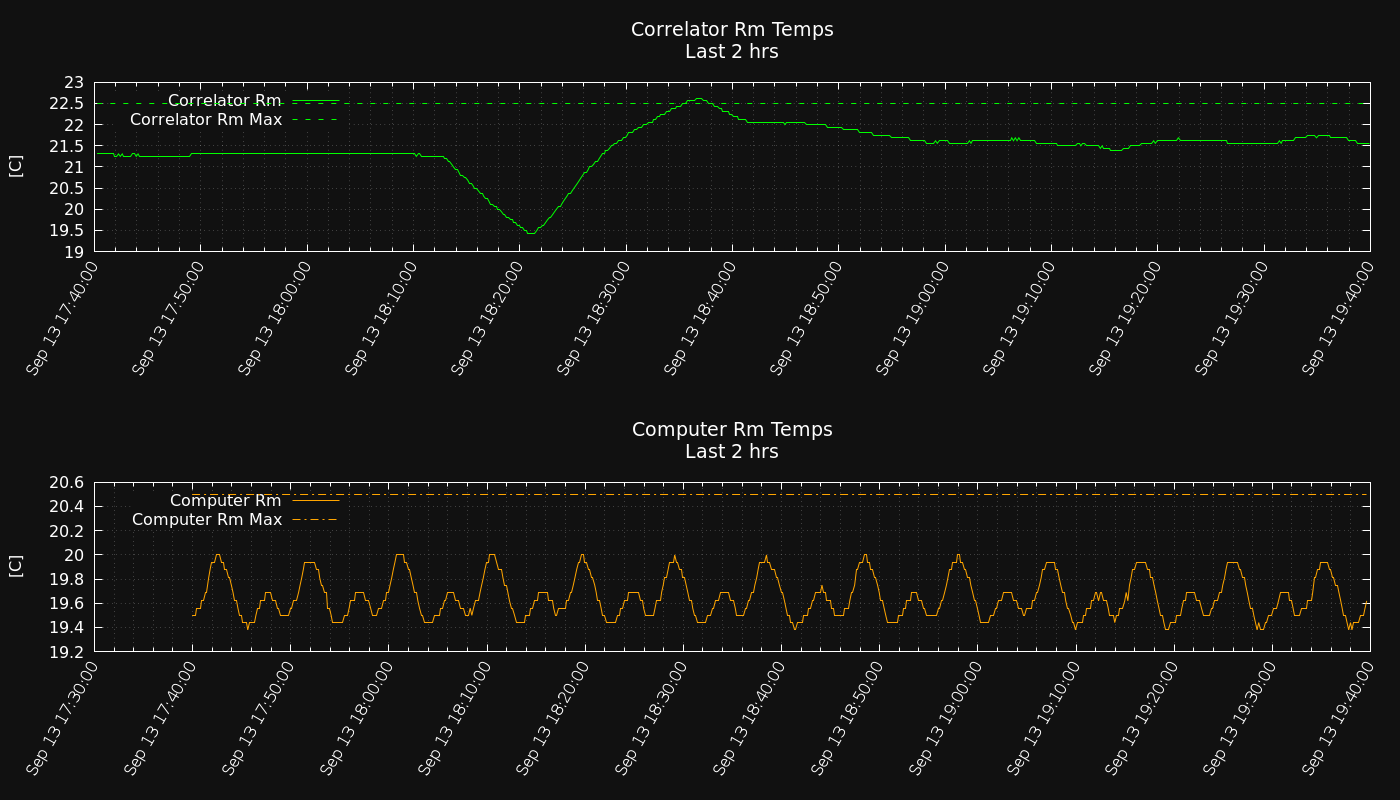 Correlator Rm Temps
Last 2 hrs
Correlator Rm
Correlator Rm Max
[C]
23
22.5
22
21.5
21
20.5
20
19.5
19
Sep 13 17:40:00
Sep 13 17:50:00
Sep 13 18:00:00
Sep 13 18:10:00
Sep 13 18:20:00
Sep 13 18:30:00
Sep 13 18:40:00
Sep 13 18:50:00
Sep 13 19:00:00
Sep 13 19:10:00
Sep 13 19:20:00
Sep 13 19:30:00
Sep 13 19:40:00
Computer Rm Temps
Last 2 hrs
Computer Rm
Computer Rm Max
[C]
20.6
20.4
20.2
20
19.8
19.6
19.4
19.2
Sep 13 17:30:00
Sep 13 17:40:00
Sep 13 17:50:00
Sep 13 18:00:00
Sep 13 18:10:00
Sep 13 18:20:00
Sep 13 18:30:00
Sep 13 18:40:00
Sep 13 18:50:00
Sep 13 19:00:00
Sep 13 19:10:00
Sep 13 19:20:00
Sep 13 19:30:00
Sep 13 19:40:00